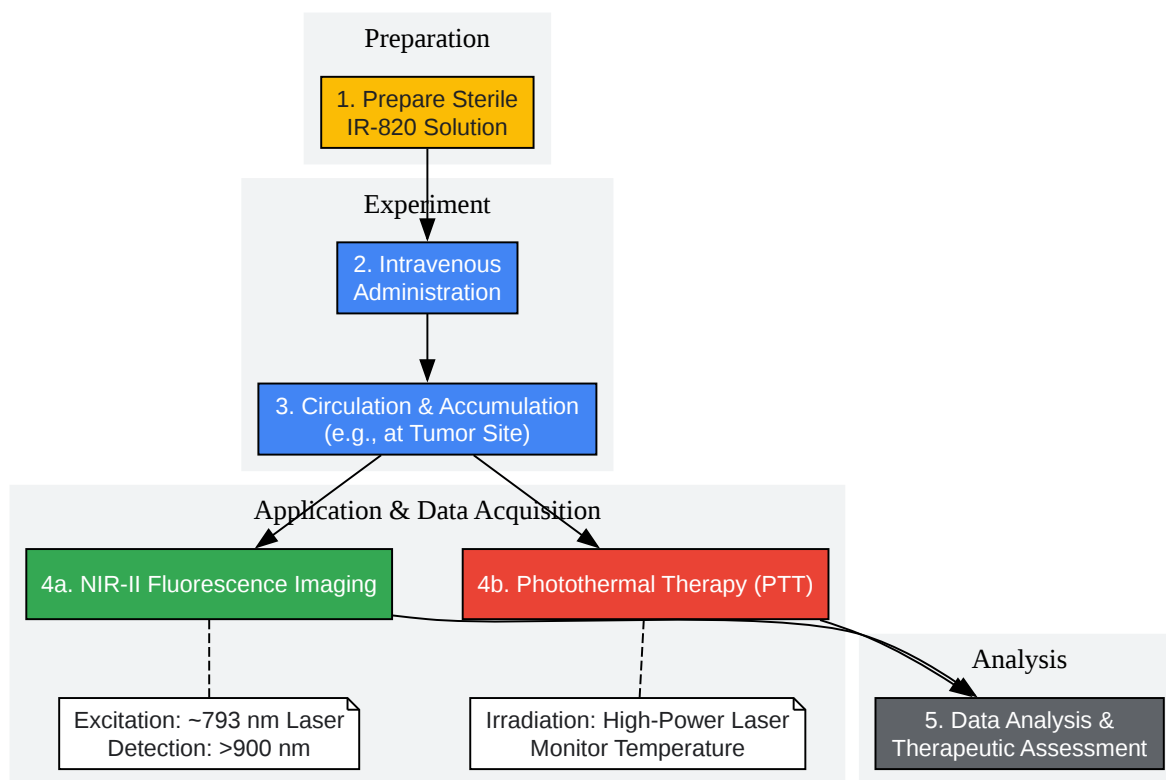 Preparation
1. Prepare Sterile
IR-820 Solution
Experiment
2. Intravenous
Administration
3. Circulation & Accumulation
(e.g., at Tumor Site)
Application & Data Acquisition
4a. NIR-II Fluorescence Imaging
4b. Photothermal Therapy (PTT)
Excitation: ~793 nm Laser
Detection: >900 nm
Irradiation: High-Power Laser
Monitor Temperature
Analysis
5. Data Analysis &
Therapeutic Assessment